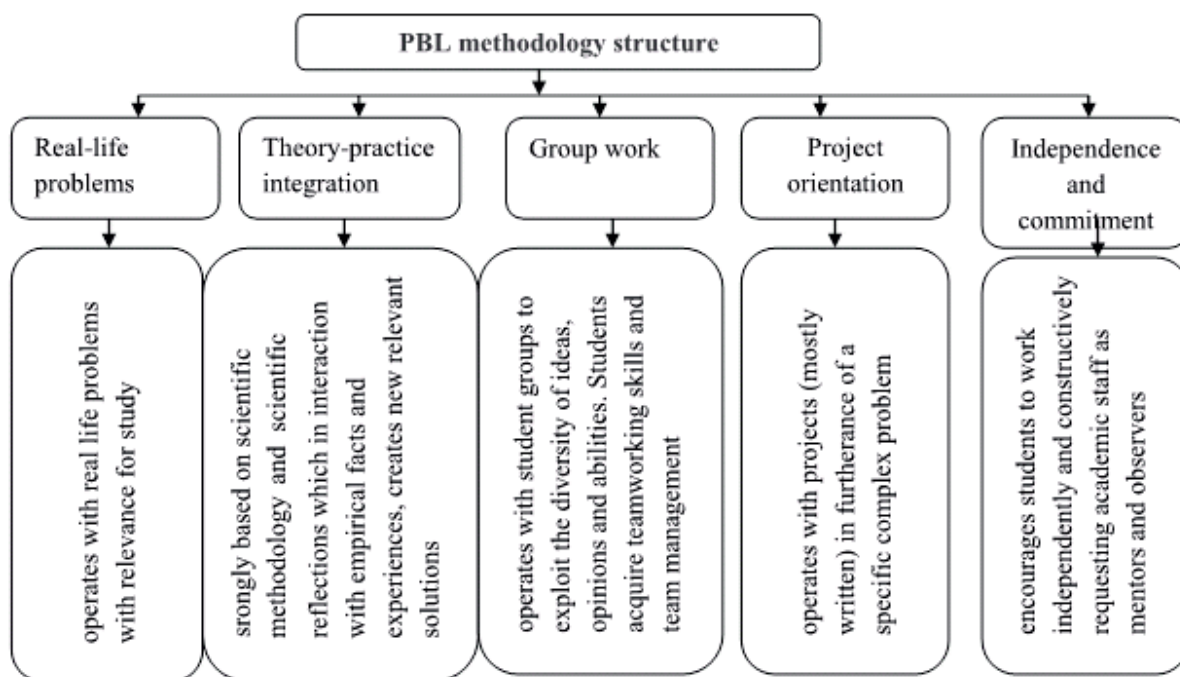 PBL methodology structure
Real-life
problems
Theory-practice
integration
Group work
Project
orientation
Independence
and
commitment
operates with real life problems
with relevance for study
srongly based on scientific
methodology and scientific
reflections which in interaction
with empirical facts and
experiences, creates new relevant
solutions
operates with student groups to
exploit the diversity of ideas,
opinions and abilities. Students
acquire teamworking skills and
team management
operates with projects (mostly
written) in furtherance of a
specific complex problem
encourages students to work
independently and constructively
requesting academic staff as
mentors and observers